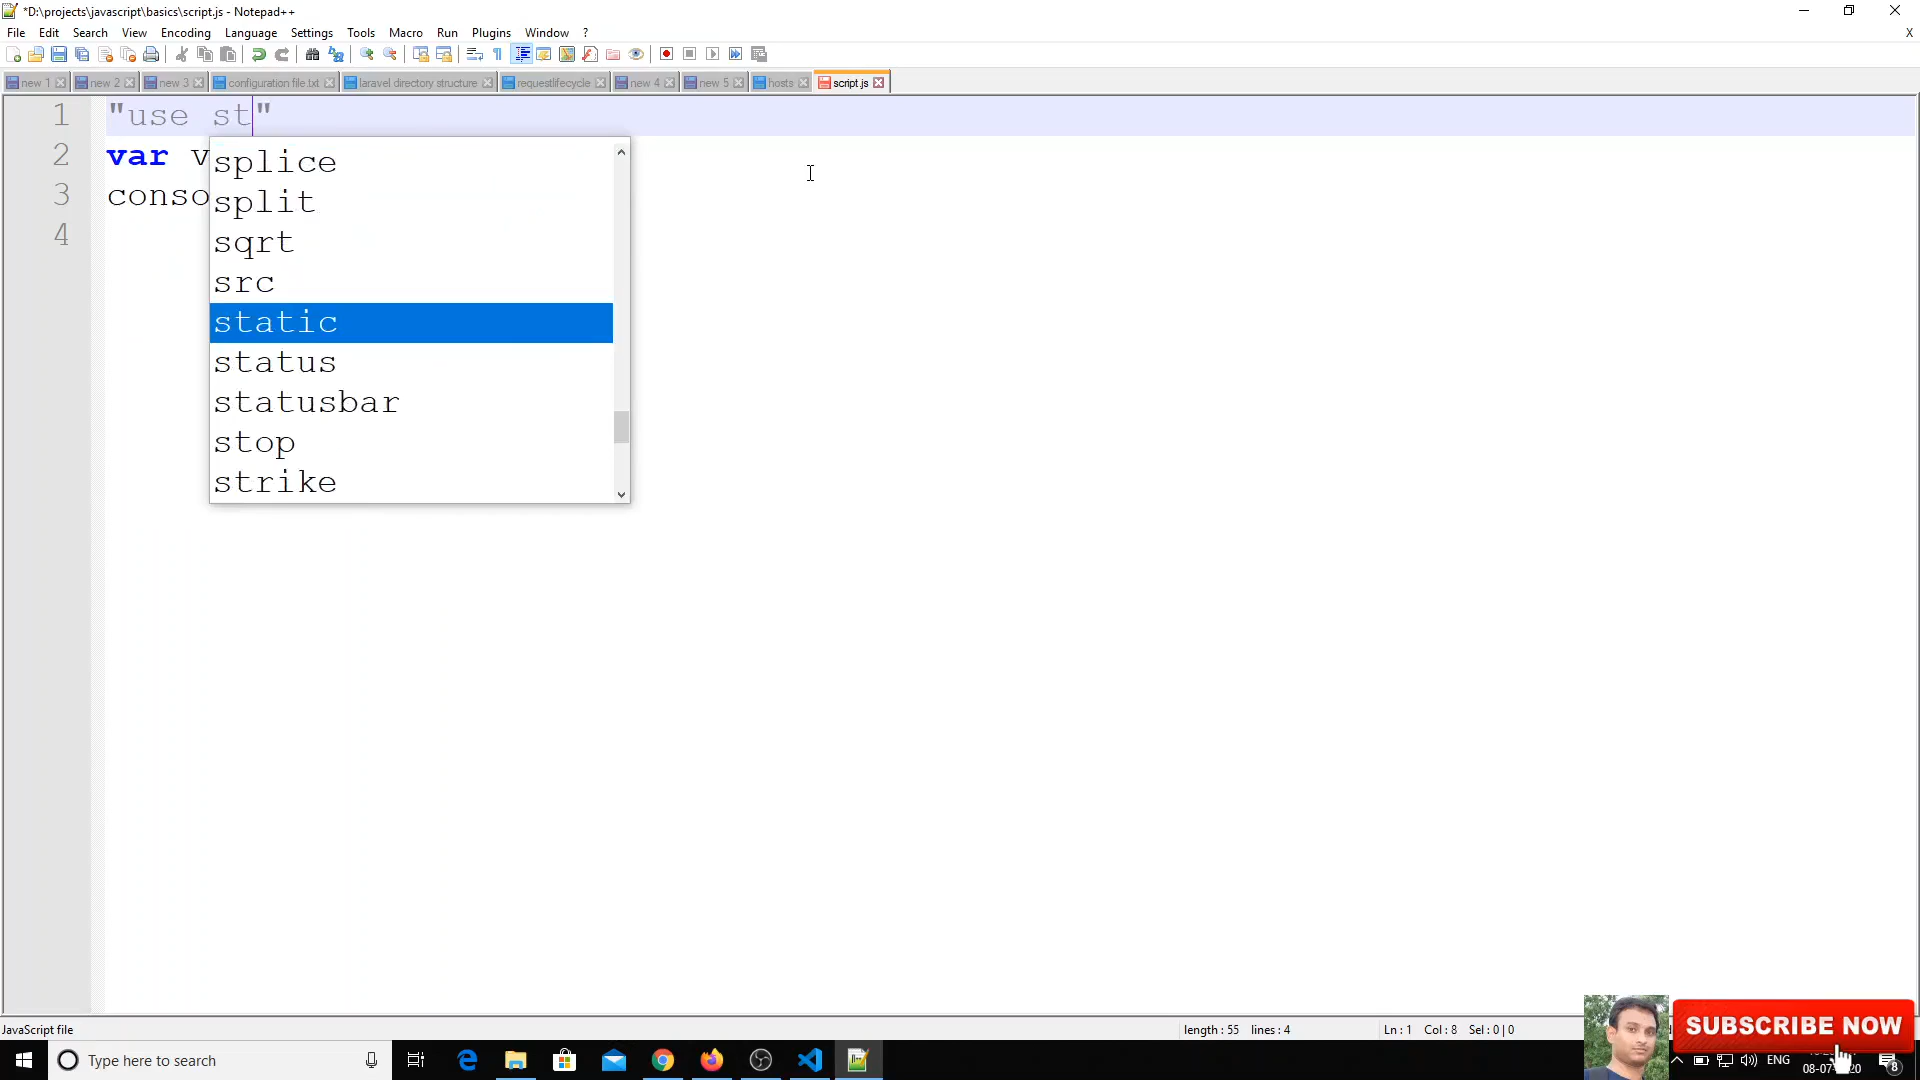 *D:\projects\javascript\basics\script.js - Notepad++
File Edit Search View Encoding Language Settings Tools Macro Run Plugins Window ? X
new 1 new 2 new 3 configuration file.txt laravel directory structure requestlifecycle new 4 new 5 hosts script.js
1 "use st"
2 var v
3 conso
4
splice
split
sqrt
src
static
status
statusbar
stop
strike
JavaScript file length : 55 lines : 4 Ln : 1 Col : 8 Sel : 0 | 0
SUBSCRIBE NOW
Type here to search ENG
8